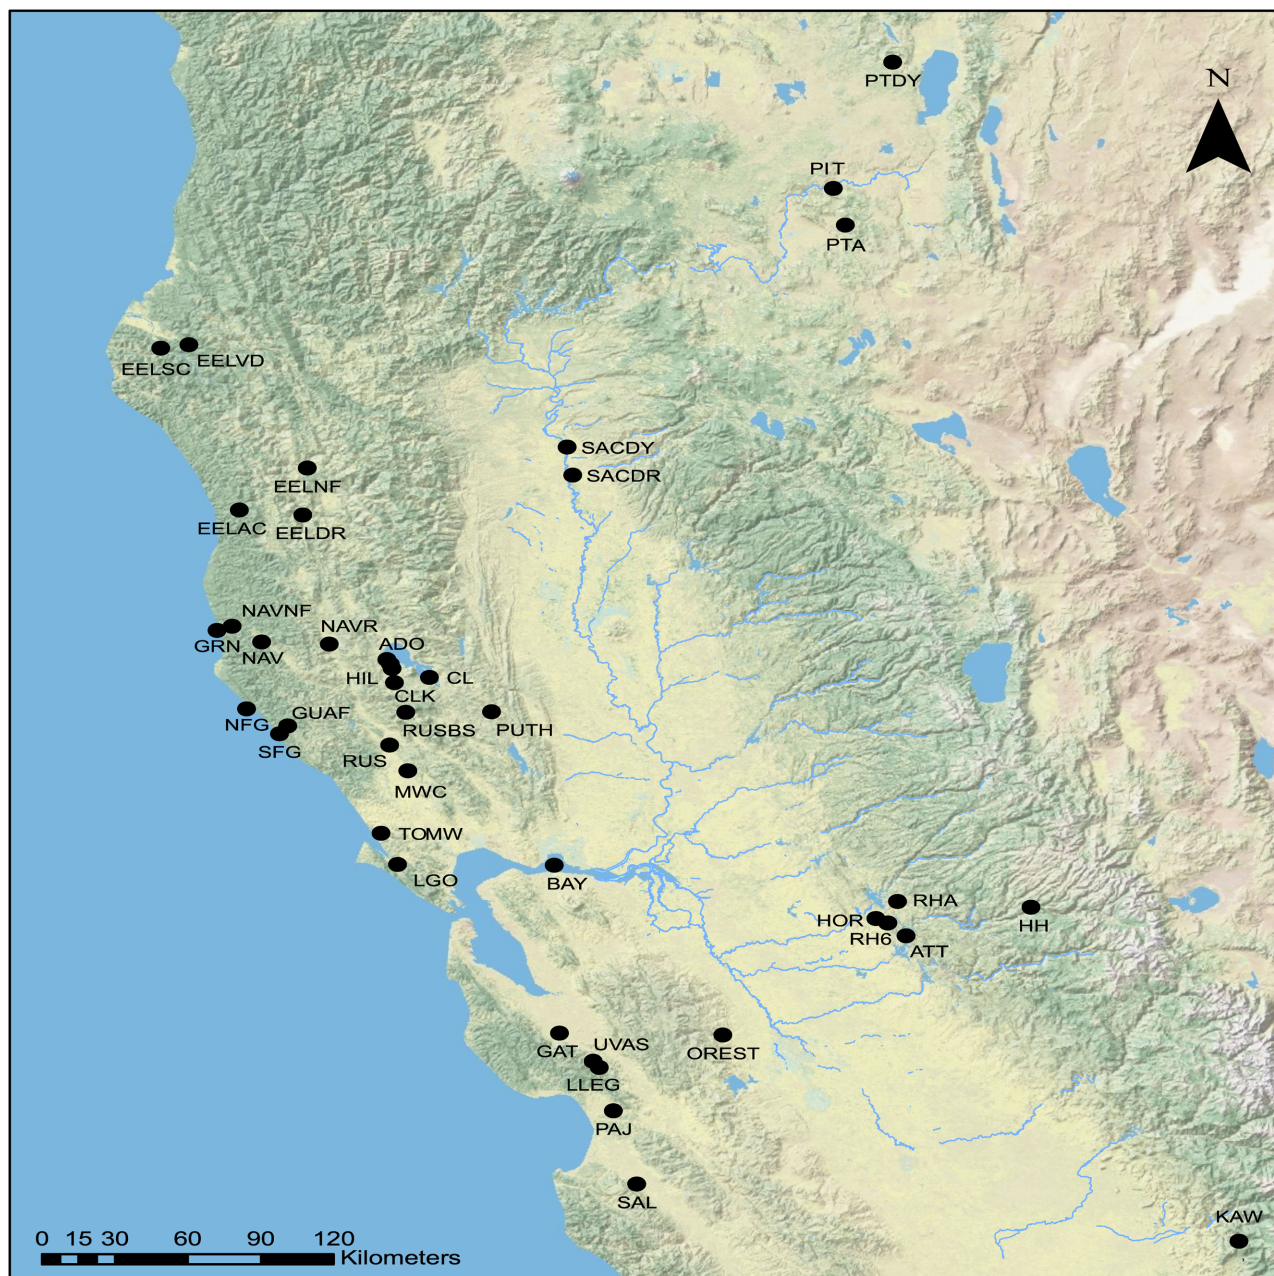 N
PTDY
PIT
PTA
EELSC
EELVD
SACDY
SACDR
EELNF
EELAC
EELDR
NAVNF
GRN
NAV
NAVR
ADO
HIL
CL
CLK
NFG
GUAF
SFG
RUSBS
PUTH
RUS
MWC
TOMW
LGO
BAY
RHA
HOR
RH6
ATT
HH
GAT
UVAS
LLEG
OREST
PAJ
SAL
KAW
0 15 30 60 90 120
Kilometers